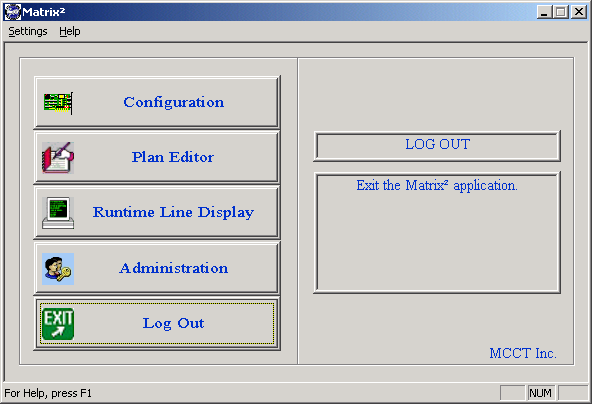 Matrix²
Settings Help
Configuration
Plan Editor
Runtime Line Display
Administration
EXIT
Log Out
LOG OUT
Exit the Matrix² application.
MCCT Inc.
For Help, press F1
NUM